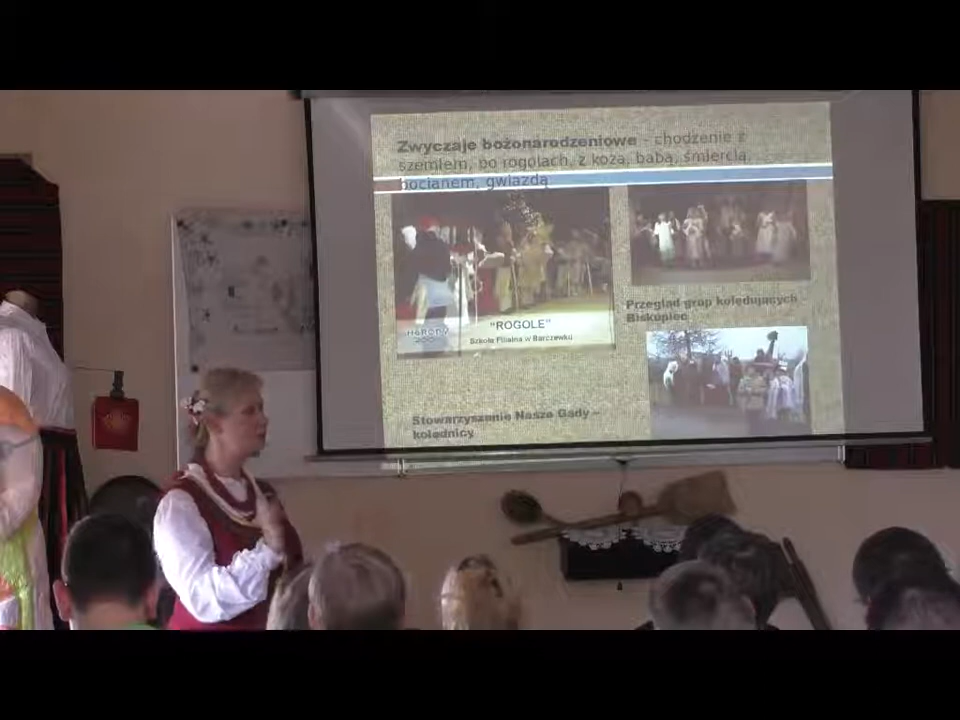 Zwyczaje bożonarodzeniowe – chodzenie z
szemlem, po rogolach, z kozą, babą, śmiercią,
bocianem, gwiazdą
"ROGOLE"
Szkoła Filialna w Barczewku
Przegląd grup kolędujących
Biskupiec
Stowarzyszenie Nasze Gady –
kolędnicy